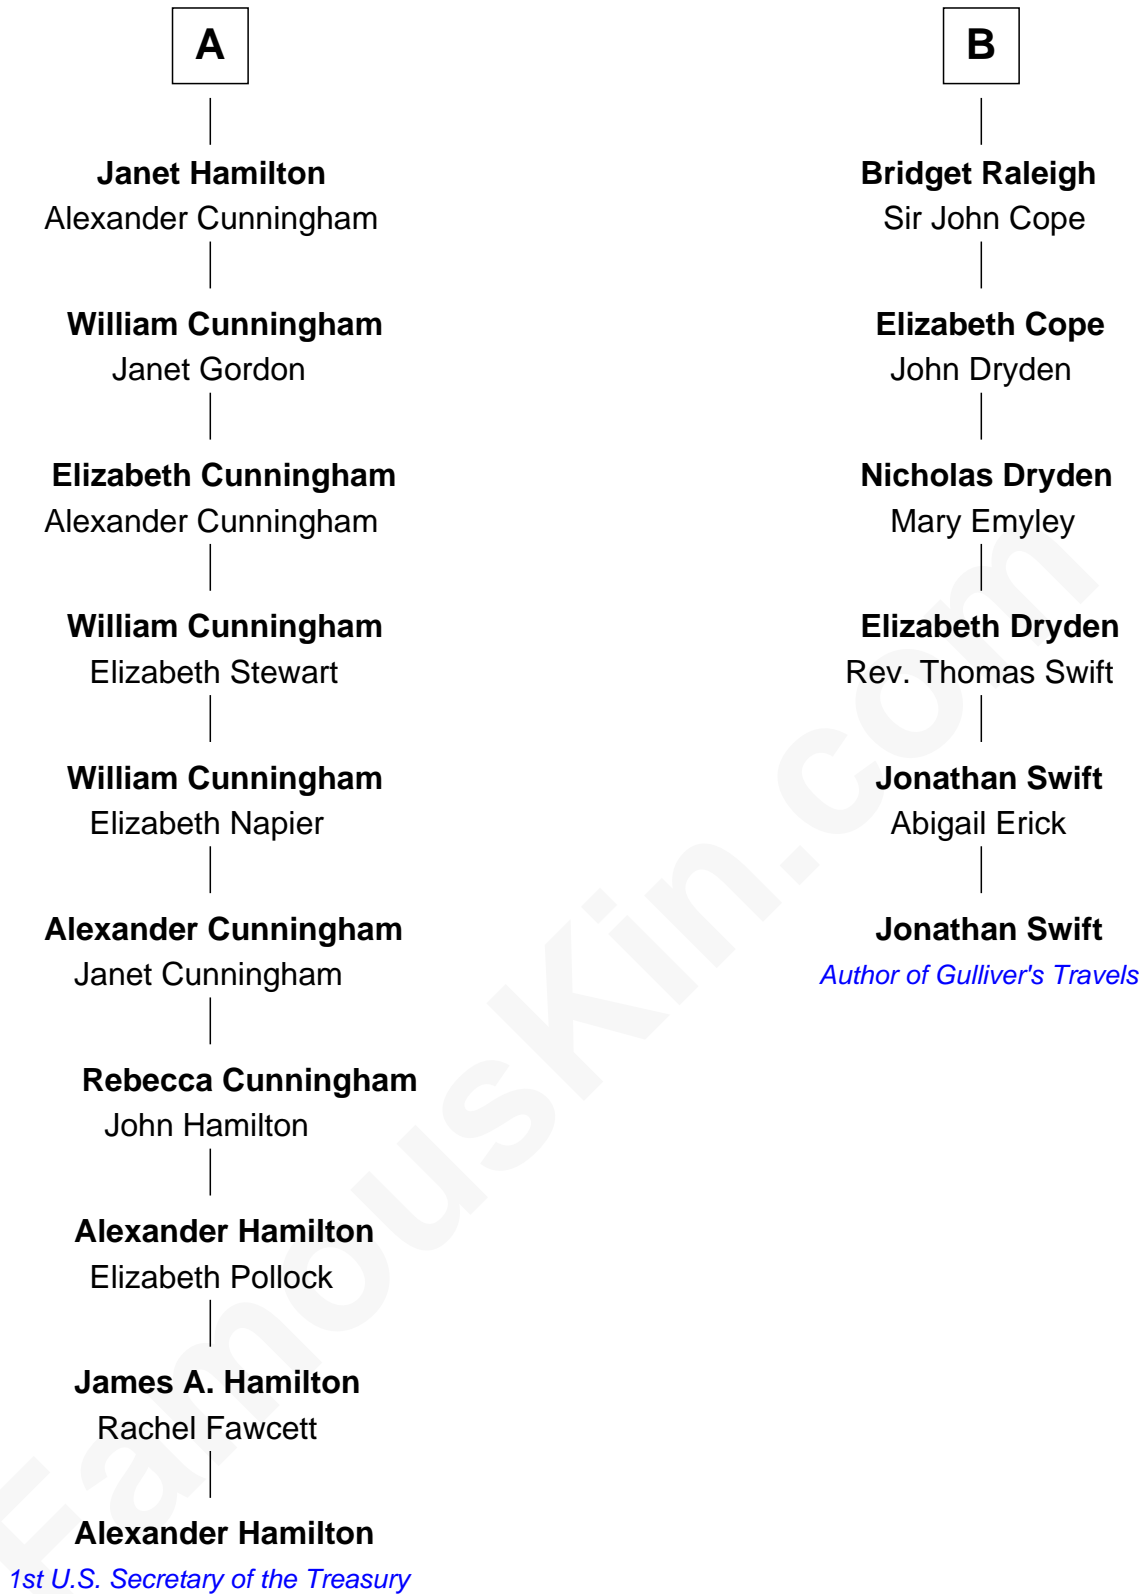 A
Janet Hamilton
Alexander Cunningham
William Cunningham
Janet Gordon
Elizabeth Cunningham
Alexander Cunningham
William Cunningham
Elizabeth Stewart
William Cunningham
Elizabeth Napier
Alexander Cunningham
Janet Cunningham
Rebecca Cunningham
John Hamilton
Alexander Hamilton
Elizabeth Pollock
James A. Hamilton
Rachel Fawcett
Alexander Hamilton
1st U.S. Secretary of the Treasury
B
Bridget Raleigh
Sir John Cope
Elizabeth Cope
John Dryden
Nicholas Dryden
Mary Emyley
Elizabeth Dryden
Rev. Thomas Swift
Jonathan Swift
Abigail Erick
Jonathan Swift
Author of Gulliver's Travels
FamousKin.com